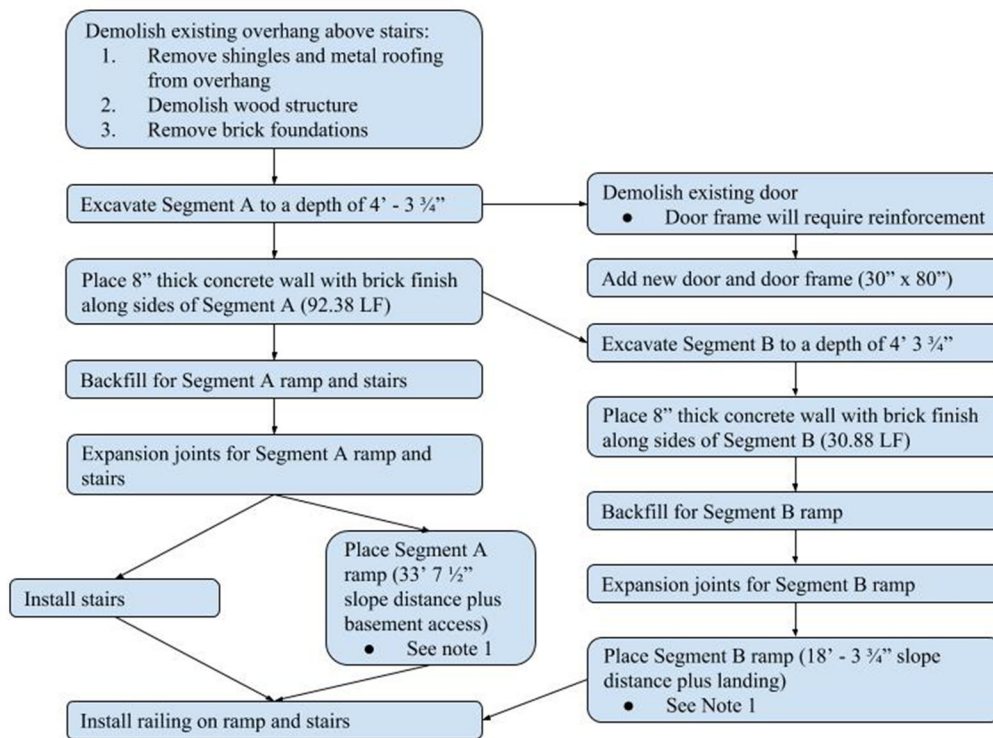 Demolish existing overhang above stairs:
1. Remove shingles and metal roofing
from overhang
2. Demolish wood structure
3. Remove brick foundations
Excavate Segment A to a depth of 4' - 3 ¾"
Place 8" thick concrete wall with brick finish
along sides of Segment A (92.38 LF)
Backfill for Segment A ramp and stairs
Expansion joints for Segment A ramp and
stairs
Install stairs
Place Segment A
ramp (33' 7 ½"
slope distance plus
basement access)
● See note 1
Install railing on ramp and stairs
Demolish existing door
● Door frame will require reinforcement
Add new door and door frame (30" x 80")
Excavate Segment B to a depth of 4' 3 ¾"
Place 8" thick concrete wall with brick finish
along sides of Segment B (30.88 LF)
Backfill for Segment B ramp
Expansion joints for Segment B ramp
Place Segment B ramp (18' - 3 ¾" slope
distance plus landing)
● See Note 1